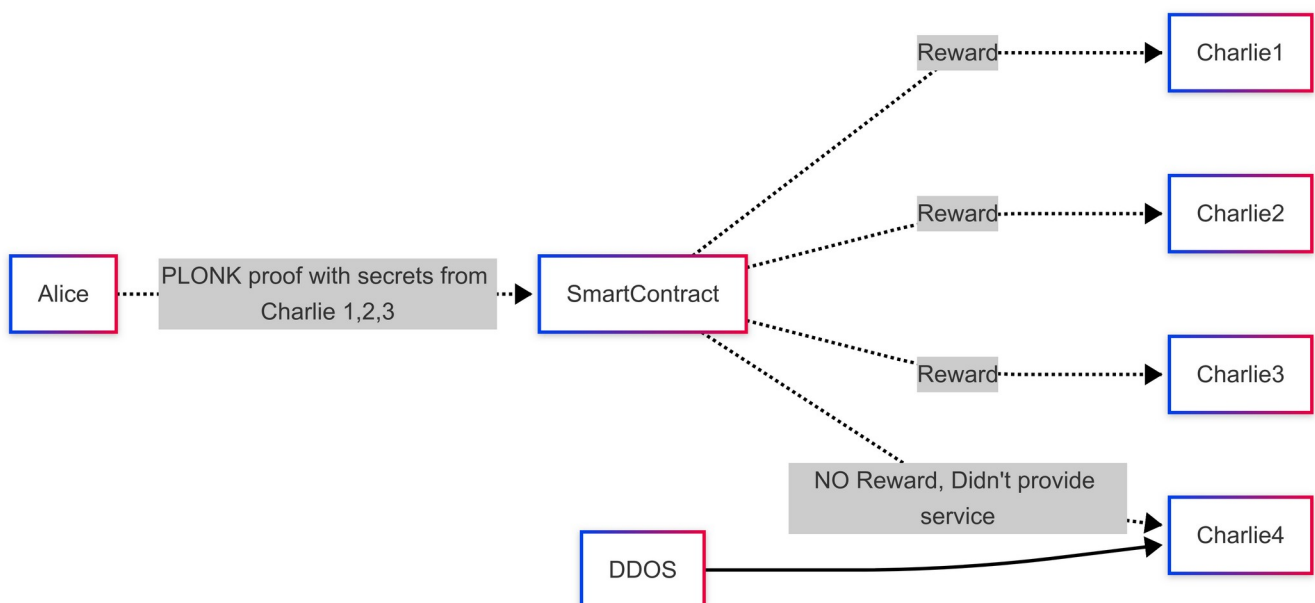 Reward
Charlie1
Reward
Charlie2
Alice
PLONK proof with secrets from
Charlie 1,2,3
SmartContract
Reward
Charlie3
NO Reward, Didn't provide
service
Charlie4
DDOS